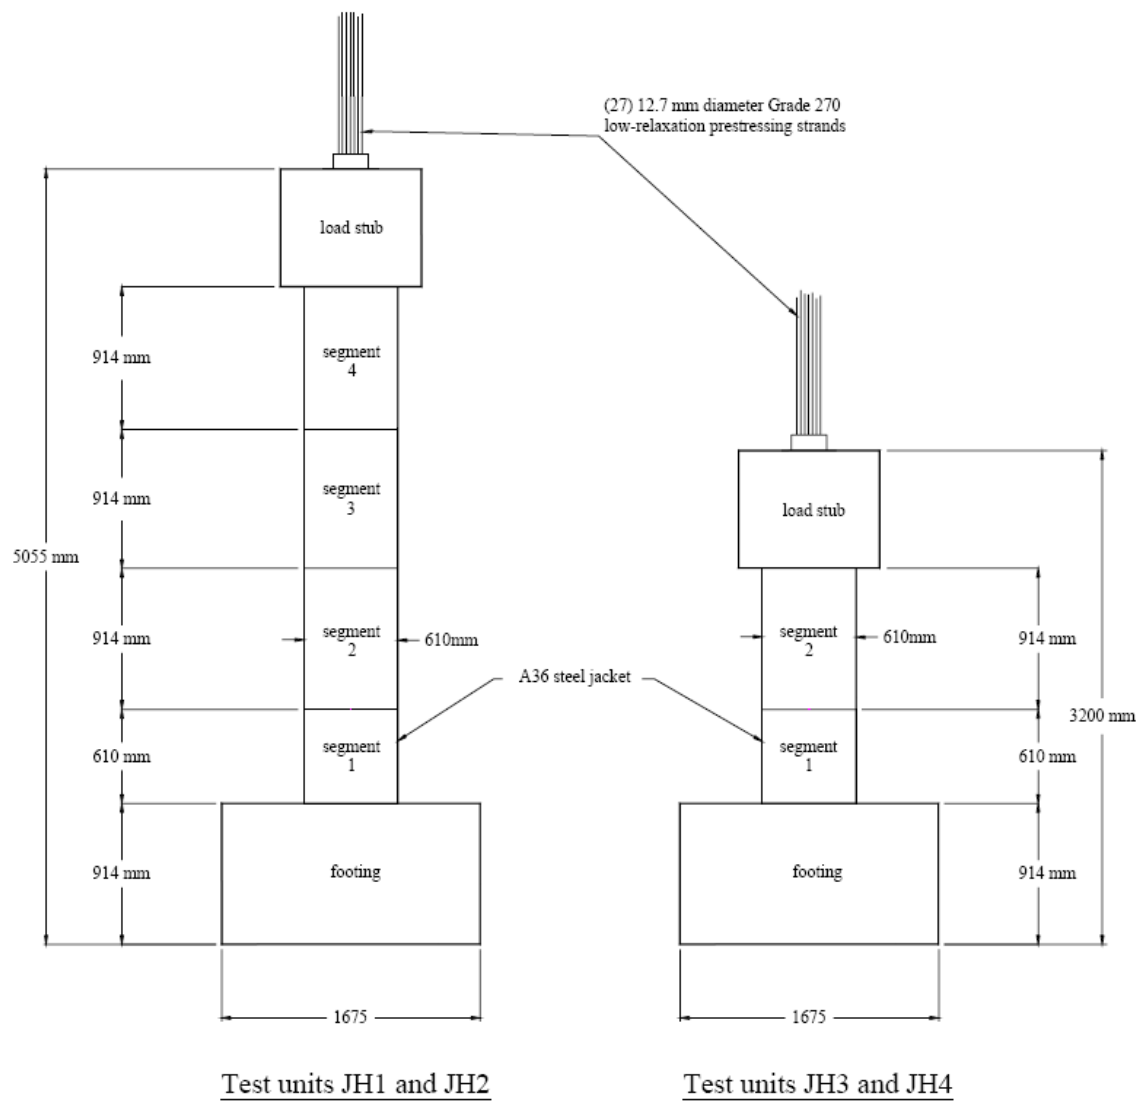 (27) 12.7 mm diameter Grade 270
low-relaxation prestressing strands
load stub
914 mm
segment
4
914 mm
segment
3
load stub
5055 mm
914 mm
segment
2
610mm
segment
2
610mm
914 mm
A36 steel jacket
3200 mm
610 mm
segment
1
segment
1
610 mm
914 mm
footing
footing
914 mm
1675
1675
Test units JH1 and JH2
Test units JH3 and JH4